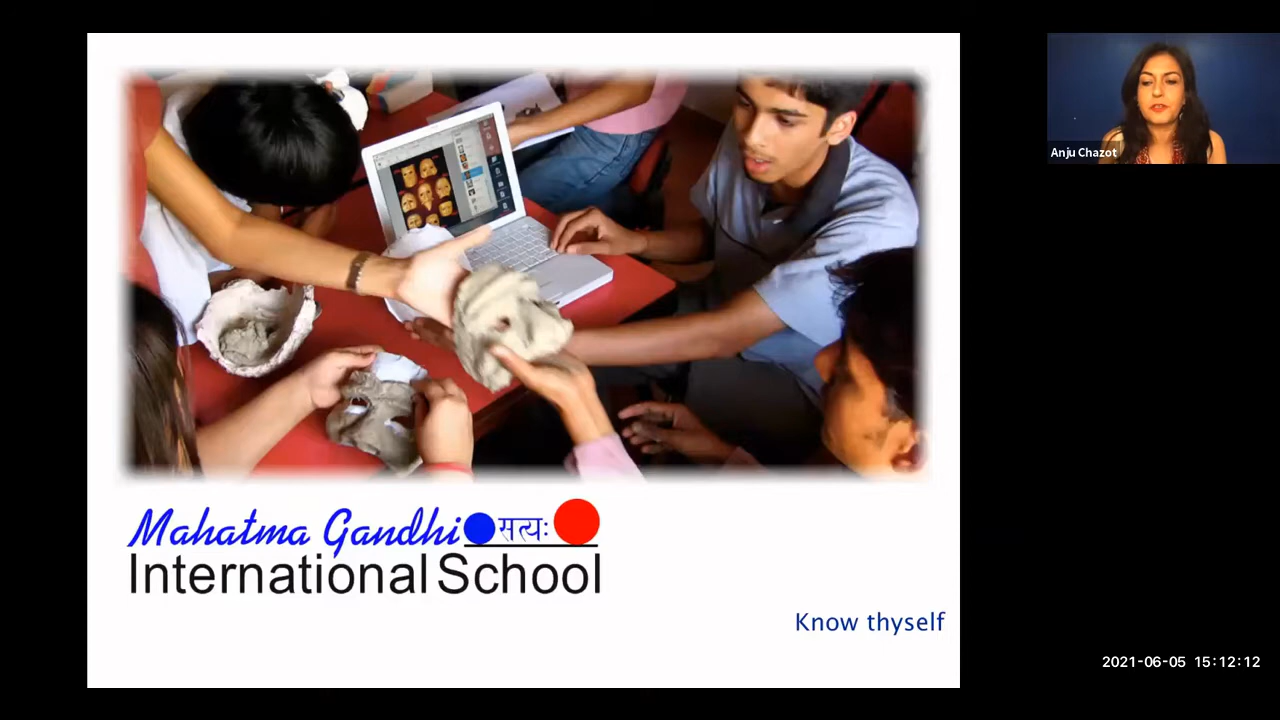 Mahatma Gandhi सत्यः
International School
Know thyself
Anju Chazot
2021-06-05 15:12:12